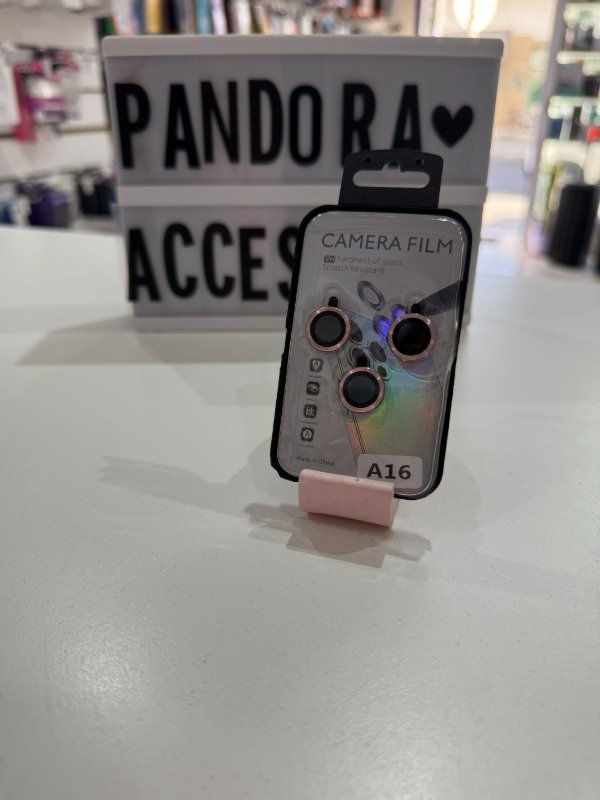 PANDORA♥
ACCES
CAMERA FILM
9H hardness of glass
Scratch Resistant
Made in China
A16